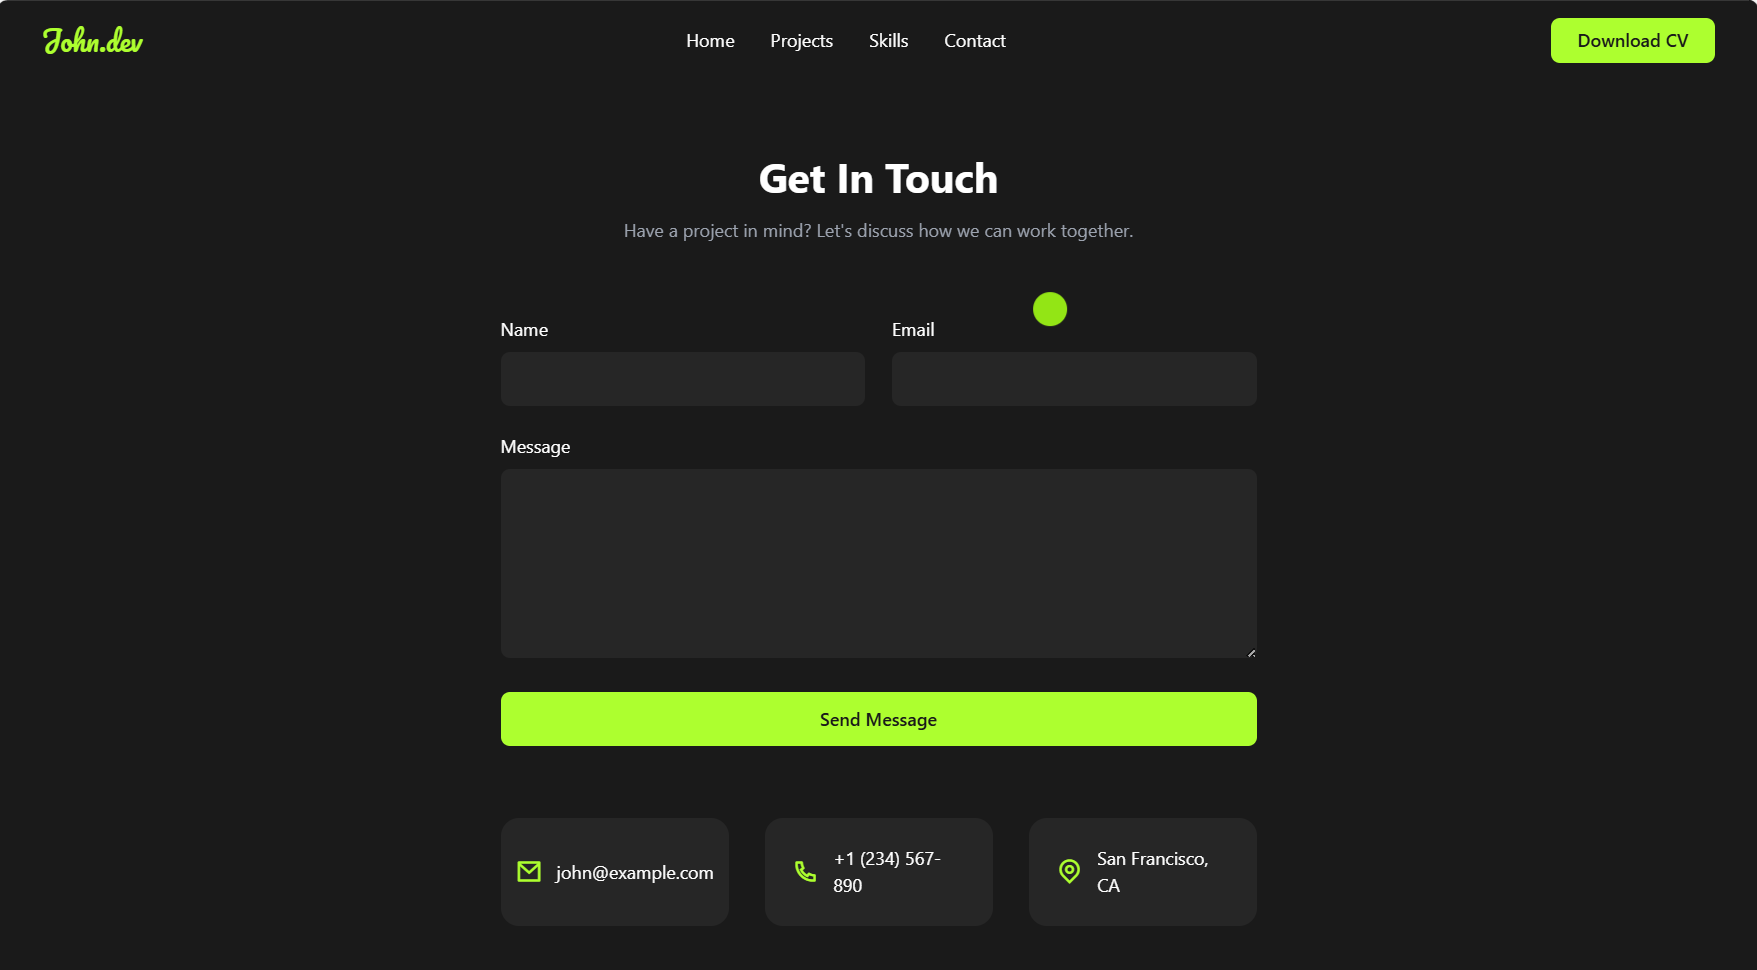 John.dev
Home Projects Skills Contact
Download CV
Get In Touch
Have a project in mind? Let's discuss how we can work together.
Name
Email
Message
Send Message
john@example.com
+1 (234) 567-
890
San Francisco,
CA